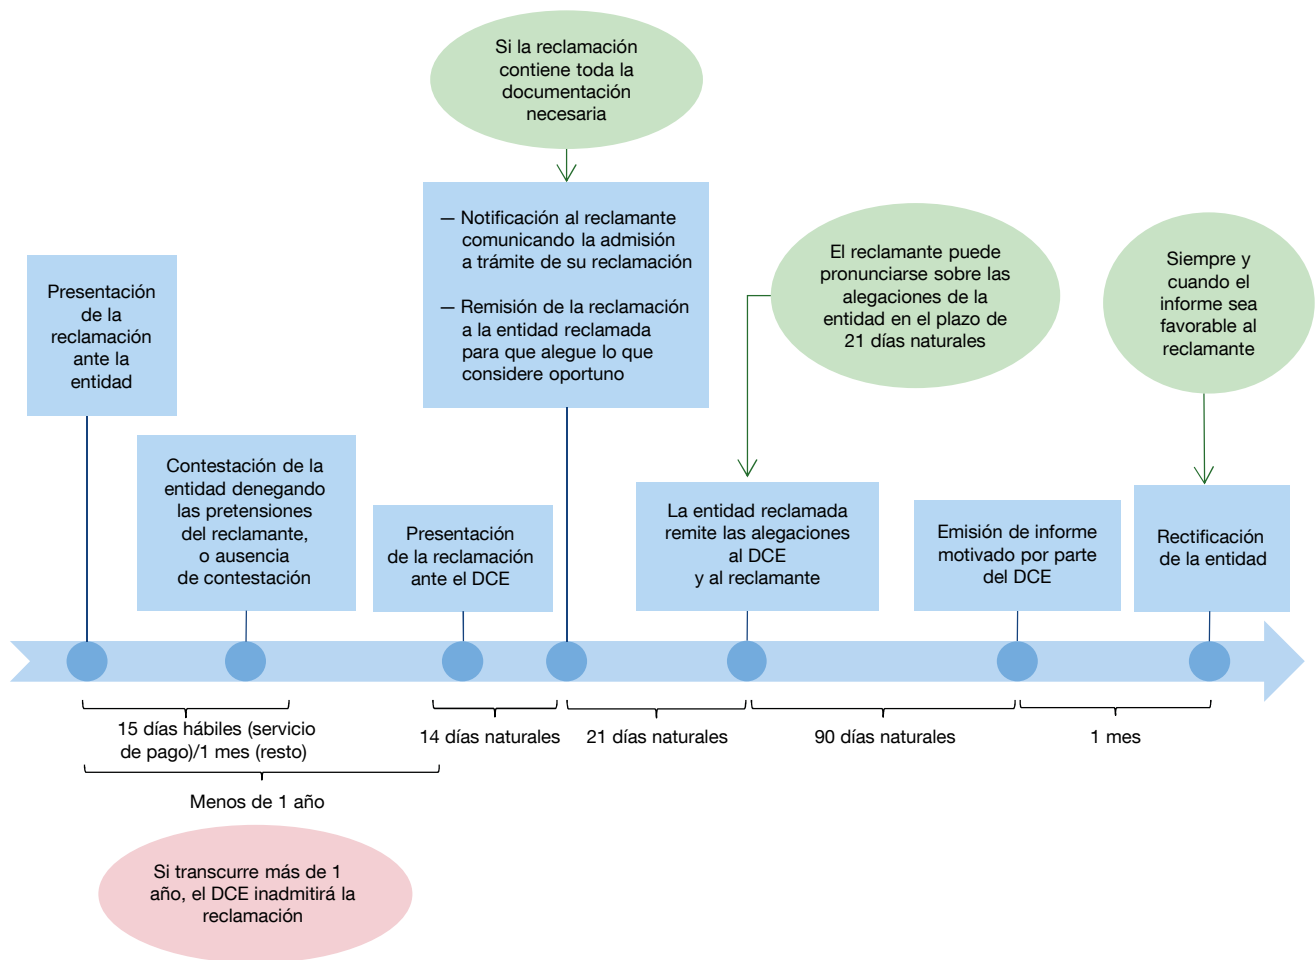 Si la reclamación
contiene toda la
documentación
necesaria
— Notificación al reclamante
comunicando la admisión
a trámite de su reclamación
— Remisión de la reclamación
a la entidad reclamada
para que alegue lo que
considere oportuno
El reclamante puede
pronunciarse sobre las
alegaciones de la
entidad en el plazo de
21 días naturales
Siempre y
cuando el
informe sea
favorable al
reclamante
Presentación
de la
reclamación
ante la
entidad
Contestación de la
entidad denegando
las pretensiones
del reclamante,
o ausencia
de contestación
Presentación
de la reclamación
ante el DCE
La entidad reclamada
remite las alegaciones
al DCE
y al reclamante
Emisión de informe
motivado por parte
del DCE
Rectificación
de la entidad
15 días hábiles (servicio
de pago)/1 mes (resto)
14 días naturales
21 días naturales
90 días naturales
1 mes
Menos de 1 año
Si transcurre más de 1
año, el DCE inadmitirá la
reclamación